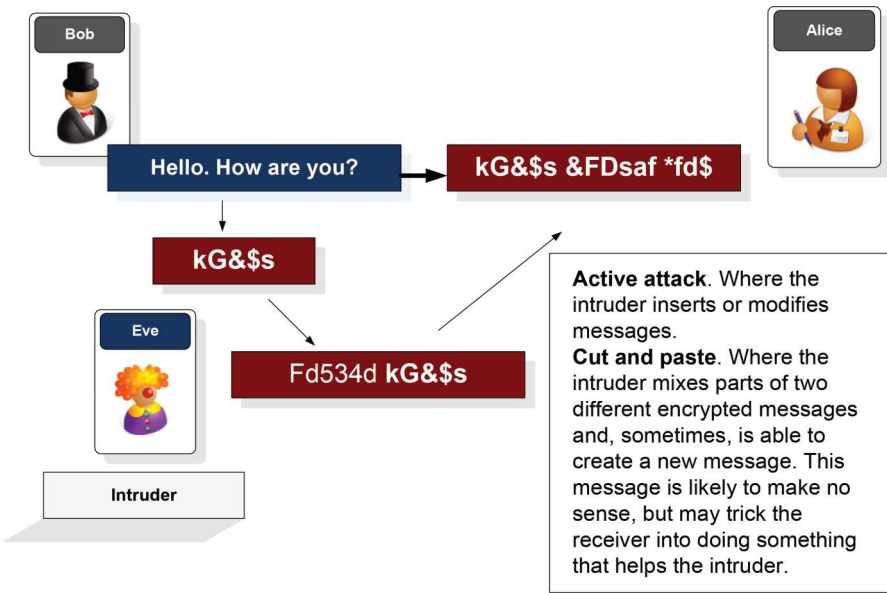 Bob
Alice
Hello. How are you?
kG&$s &FDsaf *fd$
kG&$s
Eve
Fd534d kG&$s
Intruder
Active attack. Where the
intruder inserts or modifies
messages.
Cut and paste. Where the
intruder mixes parts of two
different encrypted messages
and, sometimes, is able to
create a new message. This
message is likely to make no
sense, but may trick the
receiver into doing something
that helps the intruder.